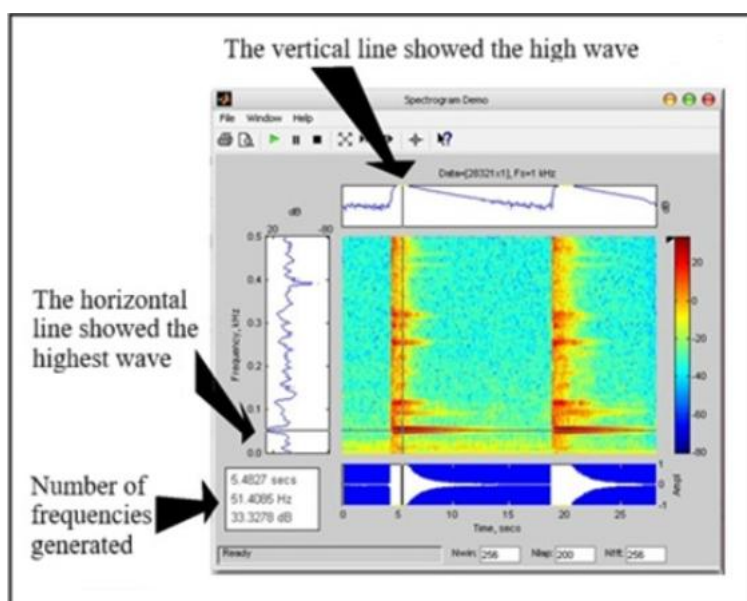 The vertical line showed the high wave
Spectrogram Demo
File Window Help
Data=[28321x1], Fs=1 kHz
dB
20 -80
0.5
0.4
0.3
0.2
0.1
0.0
Frequency, kHz
The horizontal
line showed the
highest wave
20
0
-20
-40
-60
-80
Number of
frequencies
generated
5.4827 secs
51.4085 Hz
33.3278 dB
1
0
-1
Ampl
0 5 10 15 20 25
Time, secs
Ready
Nwin: 256 Nlap: 200 Nfft: 256